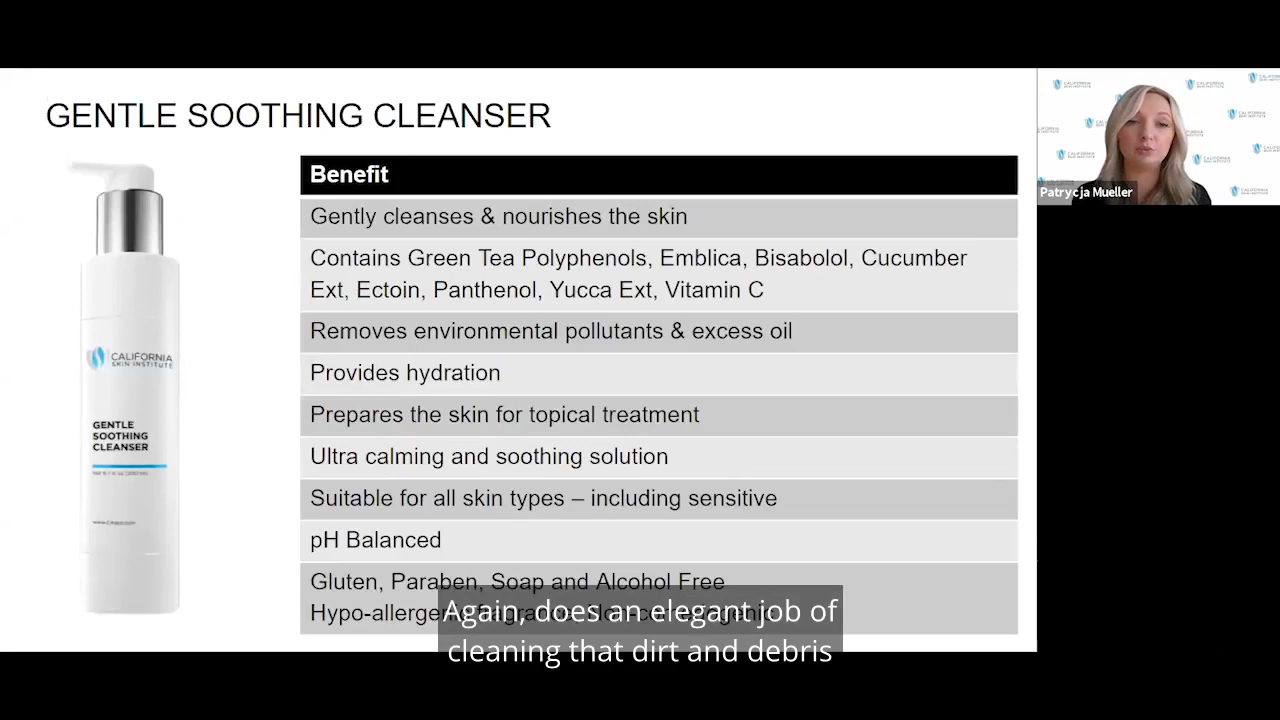 GENTLE SOOTHING CLEANSER
Benefit
Gently cleanses & nourishes the skin
Contains Green Tea Polyphenols, Emblica, Bisabolol, Cucumber
Ext, Ectoin, Panthenol, Yucca Ext, Vitamin C
Removes environmental pollutants & excess oil
Provides hydration
Prepares the skin for topical treatment
Ultra calming and soothing solution
Suitable for all skin types – including sensitive
pH Balanced
Gluten, Paraben, Soap and Alcohol Free
CALIFORNIA
SKIN INSTITUTE
GENTLE
SOOTHING
CLEANSER
Patrycja Mueller
CALIFORNIA
SKIN INSTITUTE
Again, does an elegant job of
cleaning that dirt and debris